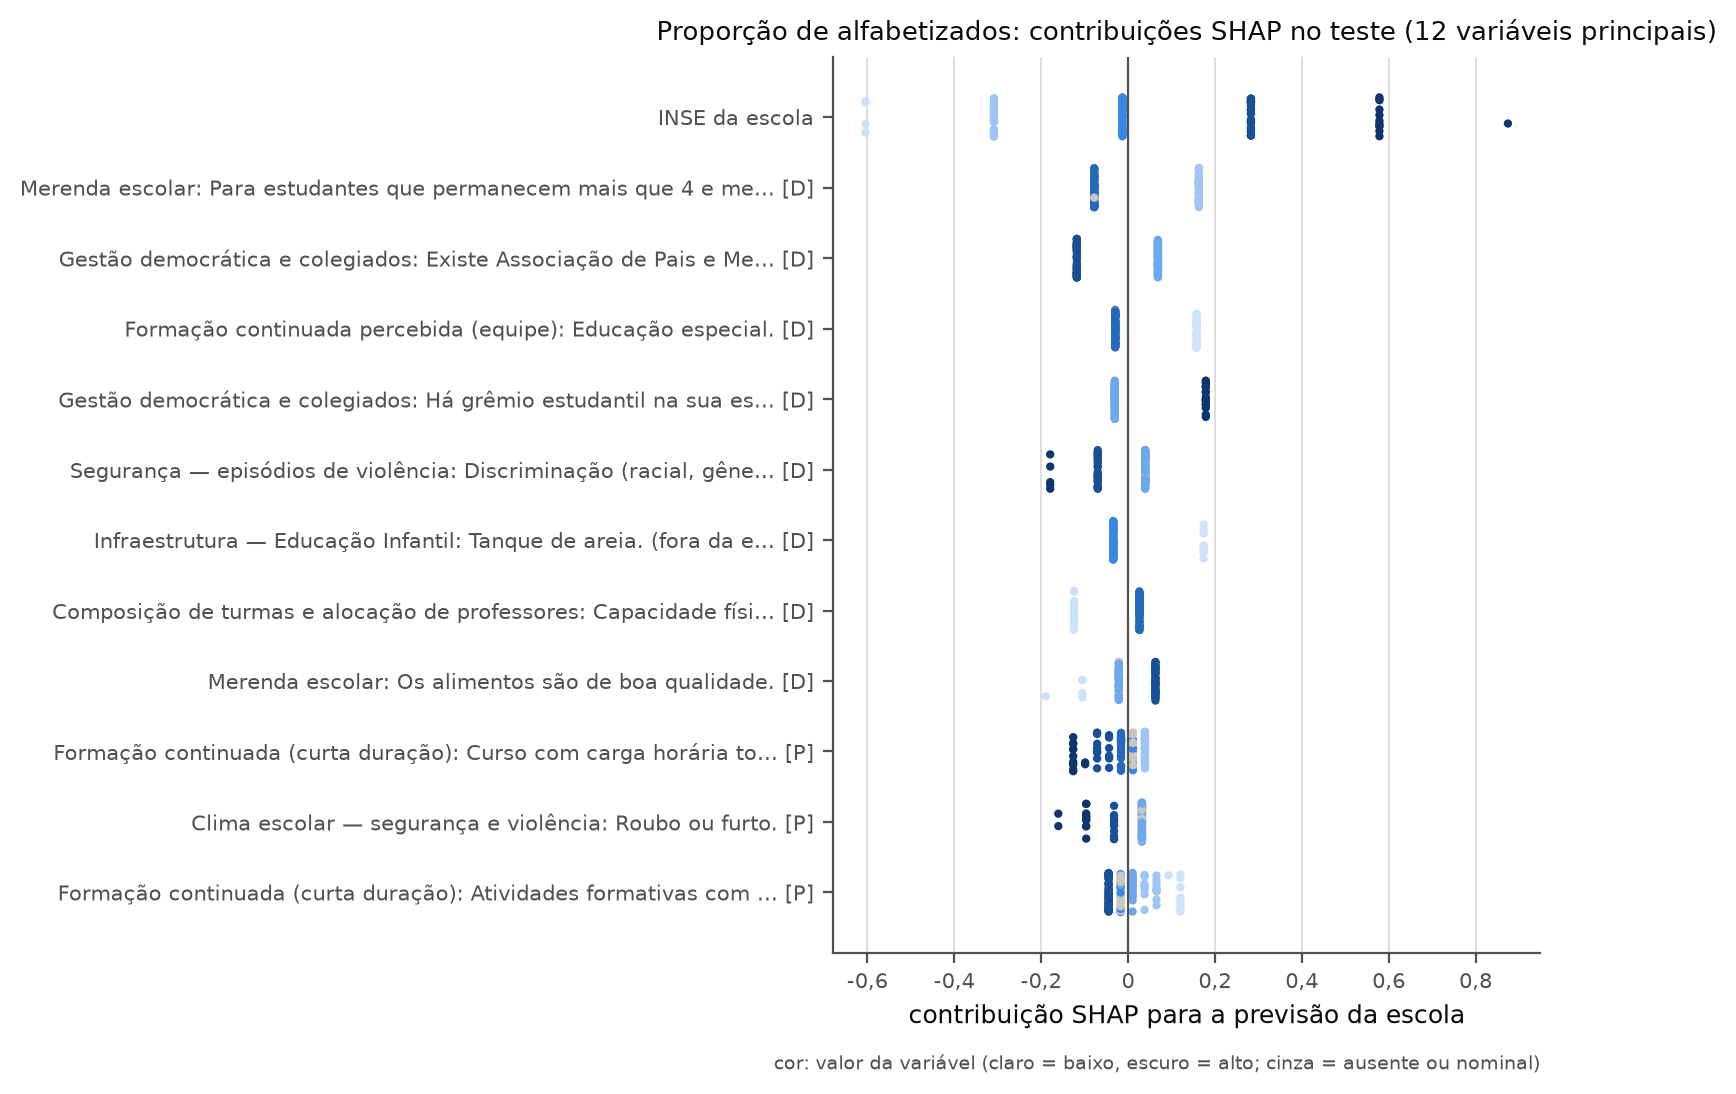 Proporção de alfabetizados: contribuições SHAP no teste (12 variáveis principais)
INSE da escola
Merenda escolar: Para estudantes que permanecem mais que 4 e me... [D]
Gestão democrática e colegiados: Existe Associação de Pais e Me... [D]
Formação continuada percebida (equipe): Educação especial. [D]
Gestão democrática e colegiados: Há grêmio estudantil na sua es... [D]
Segurança — episódios de violência: Discriminação (racial, gêne... [D]
Infraestrutura — Educação Infantil: Tanque de areia. (fora da e... [D]
Composição de turmas e alocação de professores: Capacidade físi... [D]
Merenda escolar: Os alimentos são de boa qualidade. [D]
Formação continuada (curta duração): Curso com carga horária to... [P]
Clima escolar — segurança e violência: Roubo ou furto. [P]
Formação continuada (curta duração): Atividades formativas com ... [P]
-0,6 -0,4 -0,2 0 0,2 0,4 0,6 0,8
contribuição SHAP para a previsão da escola
cor: valor da variável (claro = baixo, escuro = alto; cinza = ausente ou nominal)